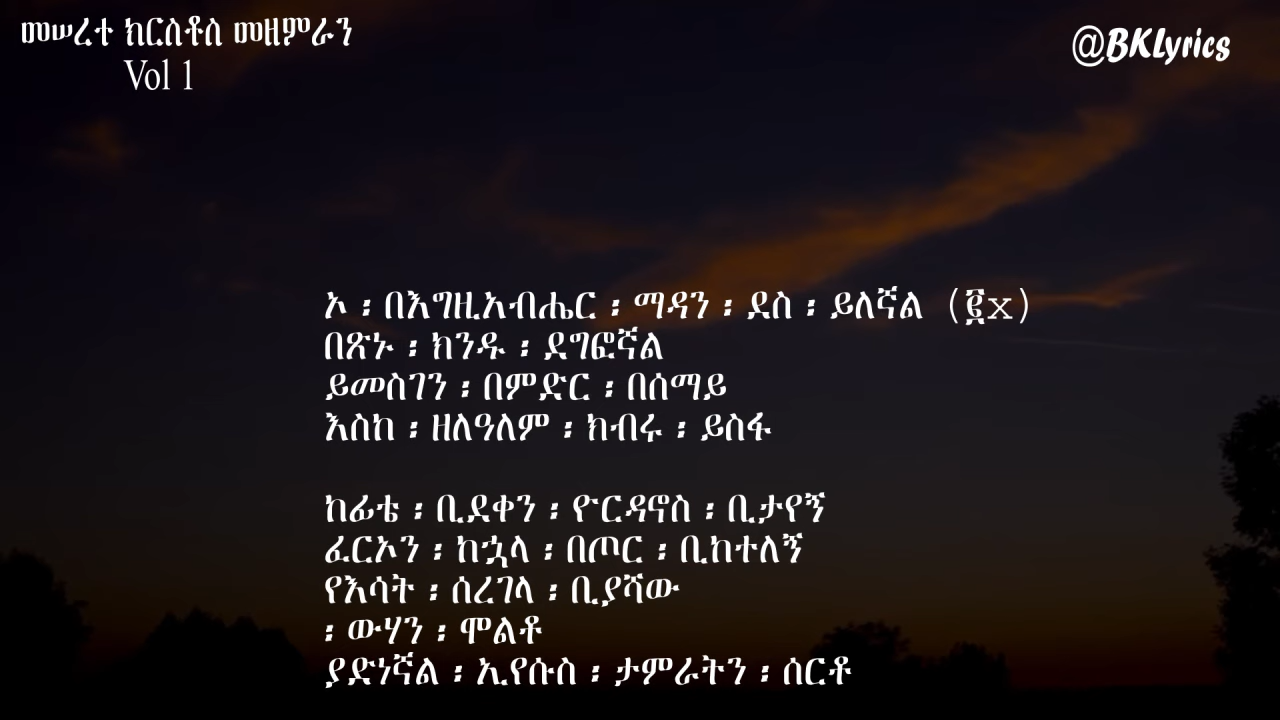 መሠረተ ክርስቶስ መዘምራን
Vol 1
@BKLyrics
ኦ ፡ በእግዚአብሔር ፡ ማዳን ፡ ደስ ፡ ይለኛል (፪x)
በጽኑ ፡ ክንዱ ፡ ደግፎኛል
ይመስገን ፡ በምድር ፡ በሰማይ
እስከ ፡ ዘለዓለም ፡ ክብሩ ፡ ይስፋ
ከፊቴ ፡ ቢደቀን ፡ ዮርዳኖስ ፡ ቢታየኝ
ፈርኦን ፡ ከኋላ ፡ በጦር ፡ ቢከተለኝ
የእሳት ፡ ሰረገላ ፡ ቢያሻው
፡ ውሃን ፡ ሞልቶ
ያድነኛል ፡ ኢየሱስ ፡ ታምራትን ፡ ሰርቶ